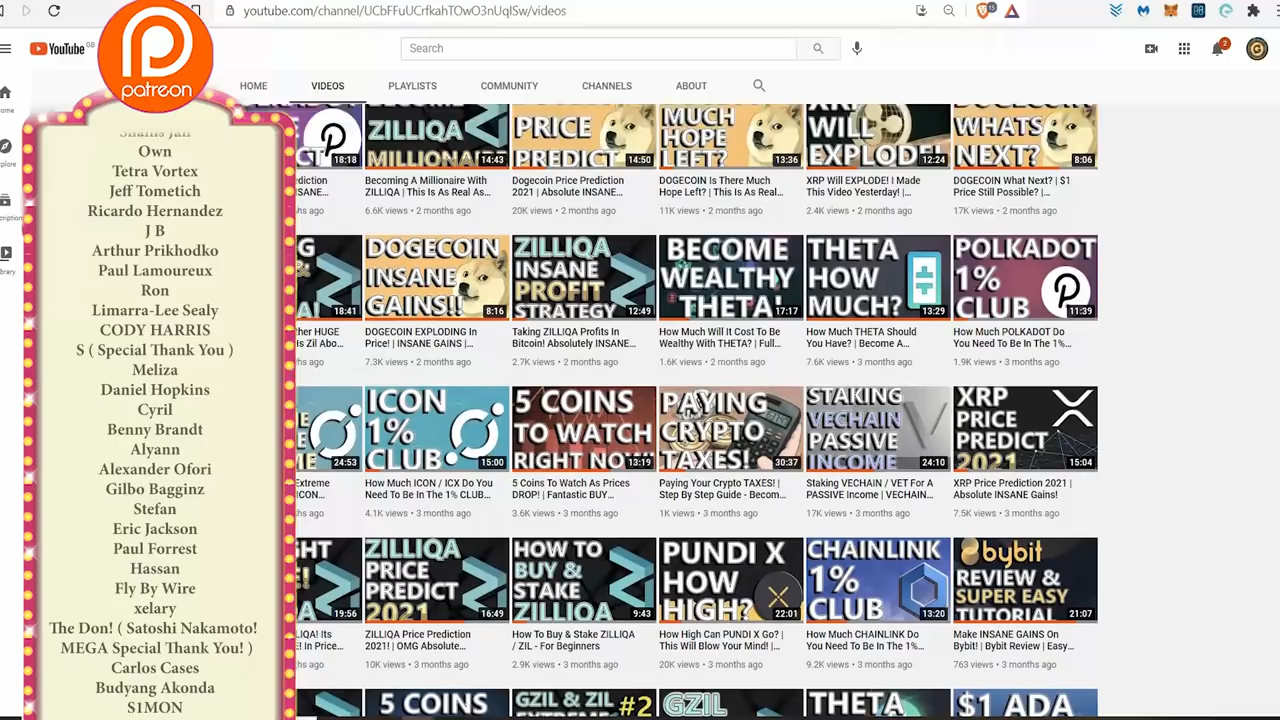 youtube.com/channel/UCbFFuUCrfkahTOwO3nUqISw/videos
15
YouTube GB
Search
2
patreon
HOME
VIDEOS
PLAYLISTS
COMMUNITY
CHANNELS
ABOUT
Own
Tetra Vortex
Jeff Tometich
Ricardo Hernandez
J B
Arthur Prikhodko
Paul Lamoureux
Ron
Limarra-Lee Sealy
CODY HARRIS
S ( Special Thank You )
Meliza
Daniel Hopkins
Cyril
Benny Brandt
Alyann
Alexander Ofori
Gilbo Bagginz
Stefan
Eric Jackson
Paul Forrest
Hassan
Fly By Wire
xelary
The Don! ( Satoshi Nakamoto!
MEGA Special Thank You! )
Carlos Cases
Budyang Akonda
S1MON
18:18
ZILLIQA
MILLIONAI
14:43
Becoming A Millionaire With
ZILLIQA | This Is As Real As...
6.6K views • 2 months ago
PRICE
PREDICT
14:50
Dogecoin Price Prediction
2021 | Absolute INSANE...
20K views • 2 months ago
MUCH
HOPE
LEFT?
13:36
DOGECOIN Is There Much
Hope Left? | This Is As Real...
11K views • 2 months ago
XRP
WILL
EXPLODE!
12:24
XRP Will EXPLODE! | I Made
This Video Yesterday! |...
2.4K views • 2 months ago
DOGECOIN
WHATS
NEXT?
8:06
DOGECOIN What Next? | $1
Price Still Possible? |...
17K views • 2 months ago
18:41
DOGECOIN
INSANE
GAINS!!
8:16
DOGECOIN EXPLODING In
Price! | INSANE GAINS |...
7.3K views • 2 months ago
ZILLIQA
INSANE
PROFIT
STRATEGY
12:49
Taking ZILLIQA Profits In
Bitcoin! Absolutely INSANE...
2.7K views • 2 months ago
BECOME
WEALTHY
THETA!
17:17
How Much Will It Cost To Be
Wealthy With THETA? | Full...
1.6K views • 2 months ago
THETA
HOW
MUCH?
13:29
How Much THETA Should
You Have? | Become A...
7.6K views • 3 months ago
POLKADOT
1%
CLUB
11:39
How Much POLKADOT Do
You Need To Be In The 1%...
1.9K views • 3 months ago
24:53
ICON
1%
CLUB
15:00
How Much ICON / ICX Do You
Need To Be In The 1% CLUB...
4.1K views • 3 months ago
5 COINS
TO WATCH
RIGHT NOW
13:19
5 Coins To Watch As Prices
DROP! | Fantastic BUY...
3.6K views • 3 months ago
PAYING
CRYPTO
TAXES!
30:37
Paying Your Crypto TAXES! |
Step By Step Guide - Becom...
1K views • 3 months ago
STAKING
VECHAIN
PASSIVE
INCOME
24:10
Staking VECHAIN / VET For A
PASSIVE Income | VECHAIN...
17K views • 3 months ago
XRP
PRICE
PREDICT
2021
15:04
XRP Price Prediction 2021 |
Absolute INSANE Gains!
7.5K views • 3 months ago
19:56
ZILLIQA
PRICE
PREDICT
2021
16:49
ZILLIQA Price Prediction
2021! | OMG Absolute...
10K views • 3 months ago
HOW TO
BUY &
STAKE
ZILLIQA
9:43
How To Buy & Stake ZILLIQA
/ ZIL - For Beginners
2.9K views • 3 months ago
PUNDI X
HOW
HIGH?
22:01
How High Can PUNDI X Go? |
This Will Blow Your Mind! |...
20K views • 3 months ago
CHAINLINK
1%
CLUB
13:20
How Much CHAINLINK Do
You Need To Be In The 1%...
9.2K views • 3 months ago
bybit
REVIEW &
SUPER EASY
TUTORIAL
21:07
Make INSANE GAINS On
Bybit! | Bybit Review | Easy...
763 views • 3 months ago
5 COINS
GZIL & ZIL
EXTREME #2
GZIL
THETA
$1 ADA